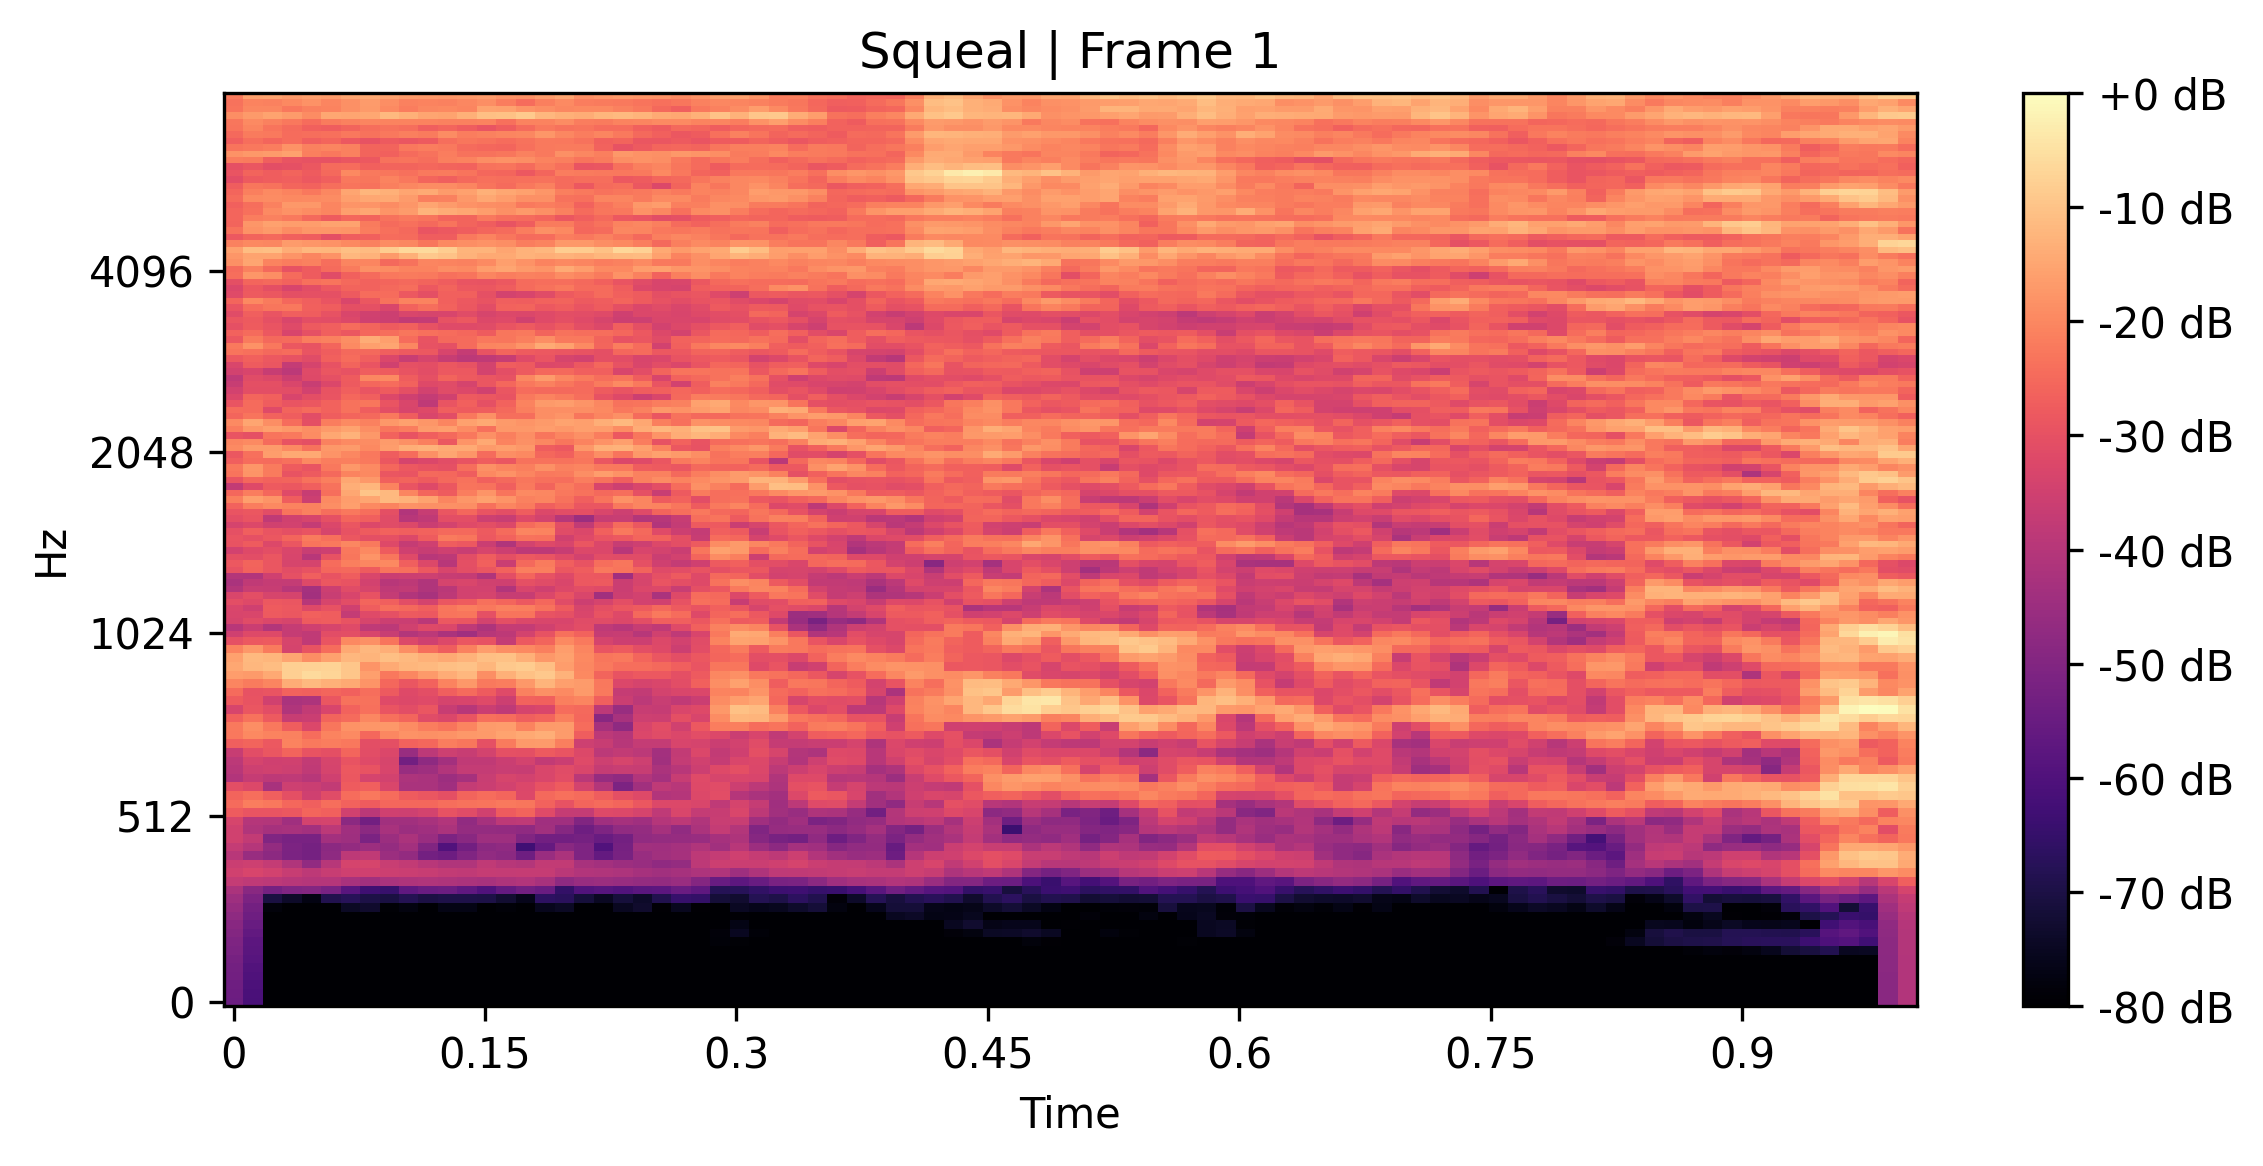 Squeal | Frame 1
Hz
4096
2048
1024
512
0
0 0.15 0.3 0.45 0.6 0.75 0.9
Time
+0 dB
-10 dB
-20 dB
-30 dB
-40 dB
-50 dB
-60 dB
-70 dB
-80 dB